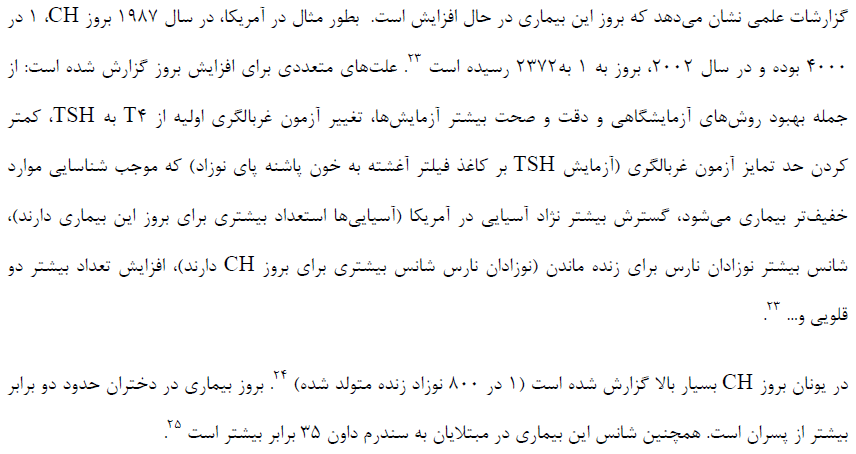 گزارشات علمی نشان می‌دهد که بروز این بیماری در حال افزایش است. بطور مثال در آمریکا، در سال ۱۹۸۷ بروز CH، ۱ در
۴۰۰۰ بوده و در سال ۲۰۰۲، بروز به ۱ به۲۳۷۲ رسیده است ۲۳. علت‌های متعددی برای افزایش بروز گزارش شده است: از
جمله بهبود روش‌های آزمایشگاهی و دقت و صحت بیشتر آزمایش‌ها، تغییر آزمون غربالگری اولیه از T۴ به TSH، کمتر
کردن حد تمایز آزمون غربالگری (آزمایش TSH بر کاغذ فیلتر آغشته به خون پاشنه پای نوزاد) که موجب شناسایی موارد
خفیف‌تر بیماری می‌شود، گسترش بیشتر نژاد آسیایی در آمریکا (آسیایی‌ها استعداد بیشتری برای بروز این بیماری دارند)،
شانس بیشتر نوزادان نارس برای زنده ماندن (نوزادان نارس شانس بیشتری برای بروز CH دارند)، افزایش تعداد بیشتر دو
قلویی و... ۲۳.
در یونان بروز CH بسیار بالا گزارش شده است (۱ در ۸۰۰ نوزاد زنده متولد شده) ۲۴. بروز بیماری در دختران حدود دو برابر
بیشتر از پسران است. همچنین شانس این بیماری در مبتلایان به سندرم داون ۳۵ برابر بیشتر است ۲۵.